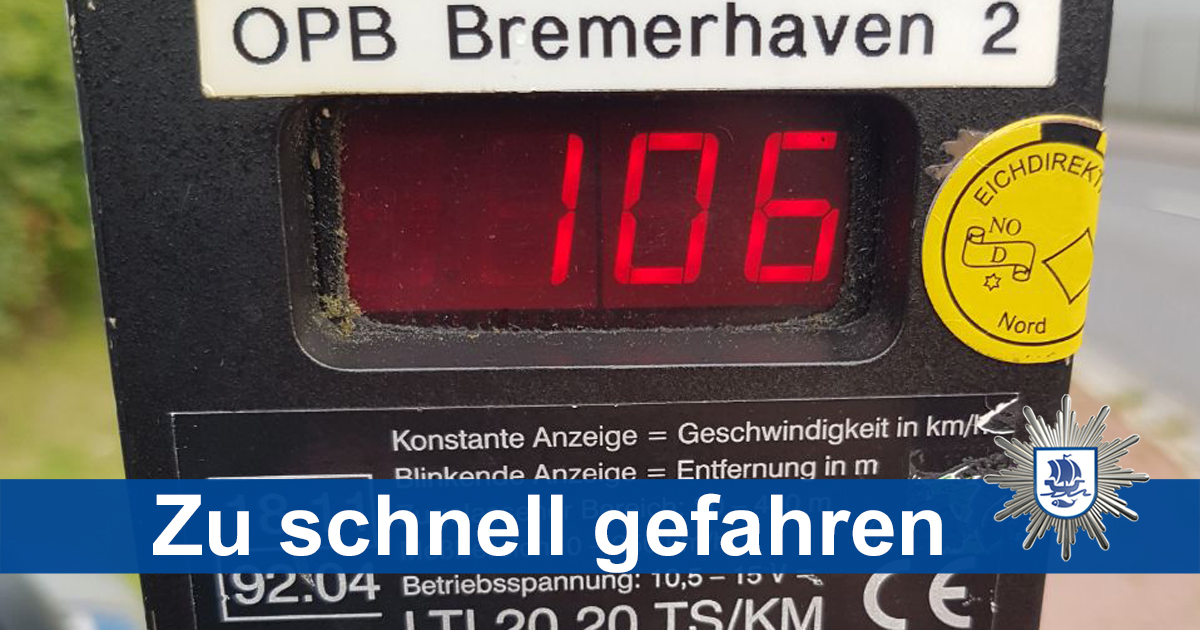 OPB Bremerhaven 2
106
EICHDIREKT
NO
D
Nord
Konstante Anzeige = Geschwindigkeit in km/h
Blinkende Anzeige = Entfernung in m
Zu schnell gefahren
92.04
Betriebsspannung: 10,5 – 15 V
LTI 20.20 TS/KM
CE